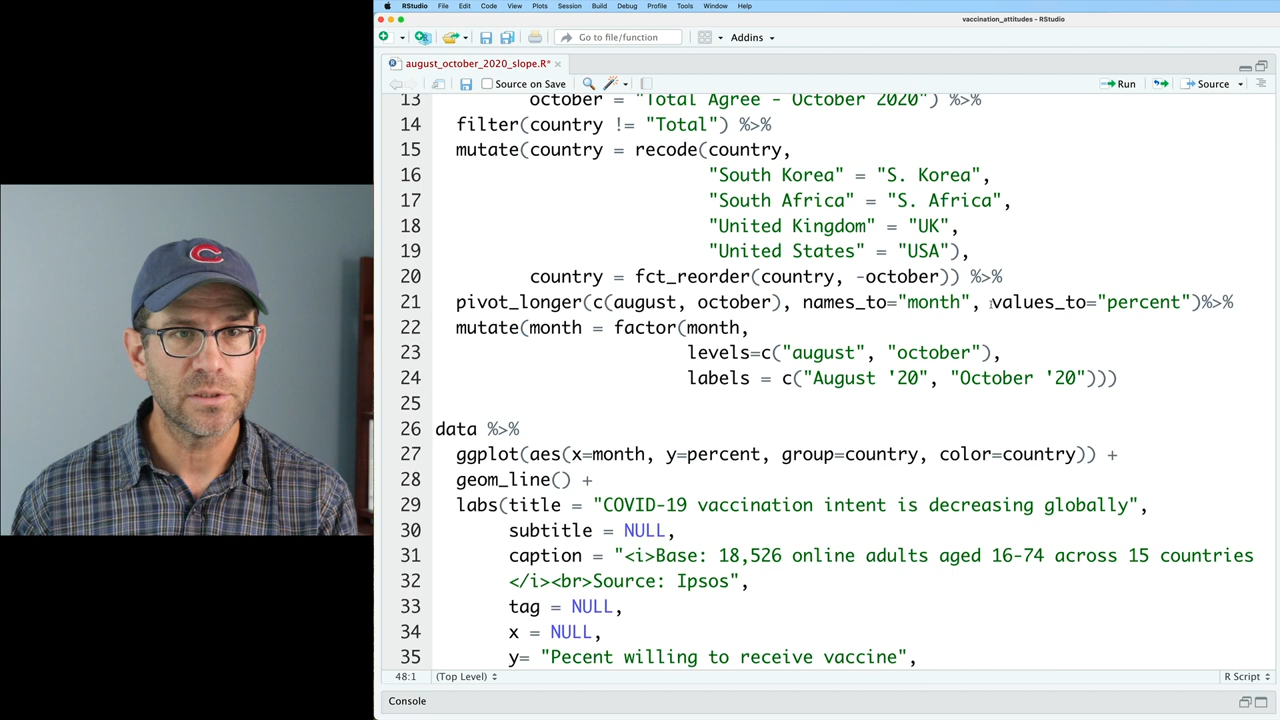 RStudio File Edit Code View Plots Session Build Debug Profile Tools Window Help
vaccination_attitudes - RStudio
Go to file/function Addins
august_october_2020_slope.R*
Source on Save Run Source
13 october = "Total Agree - October 2020") %>%
14 filter(country != "Total") %>%
15 mutate(country = recode(country,
16 "South Korea" = "S. Korea",
17 "South Africa" = "S. Africa",
18 "United Kingdom" = "UK",
19 "United States" = "USA"),
20 country = fct_reorder(country, -october)) %>%
21 pivot_longer(c(august, october), names_to="month", values_to="percent")%>%
22 mutate(month = factor(month,
23 levels=c("august", "october"),
24 labels = c("August '20", "October '20")))
25
26 data %>%
27 ggplot(aes(x=month, y=percent, group=country, color=country)) +
28 geom_line() +
29 labs(title = "COVID-19 vaccination intent is decreasing globally",
30 subtitle = NULL,
31 caption = "<i>Base: 18,526 online adults aged 16-74 across 15 countries
32 </i><br>Source: Ipsos",
33 tag = NULL,
34 x = NULL,
35 y= "Pecent willing to receive vaccine",
48:1 (Top Level) R Script
Console
C